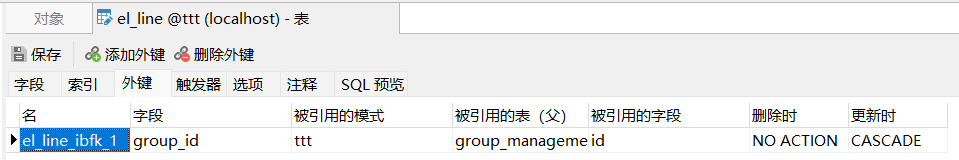 对象 el_line @ttt (localhost) - 表
保存 添加外键 删除外键
字段 索引 外键 触发器 选项 注释 SQL 预览
名 字段 被引用的模式 被引用的表（父） 被引用的字段 删除时 更新时
el_line_ibfk_1 group_id ttt group_manageme id NO ACTION CASCADE